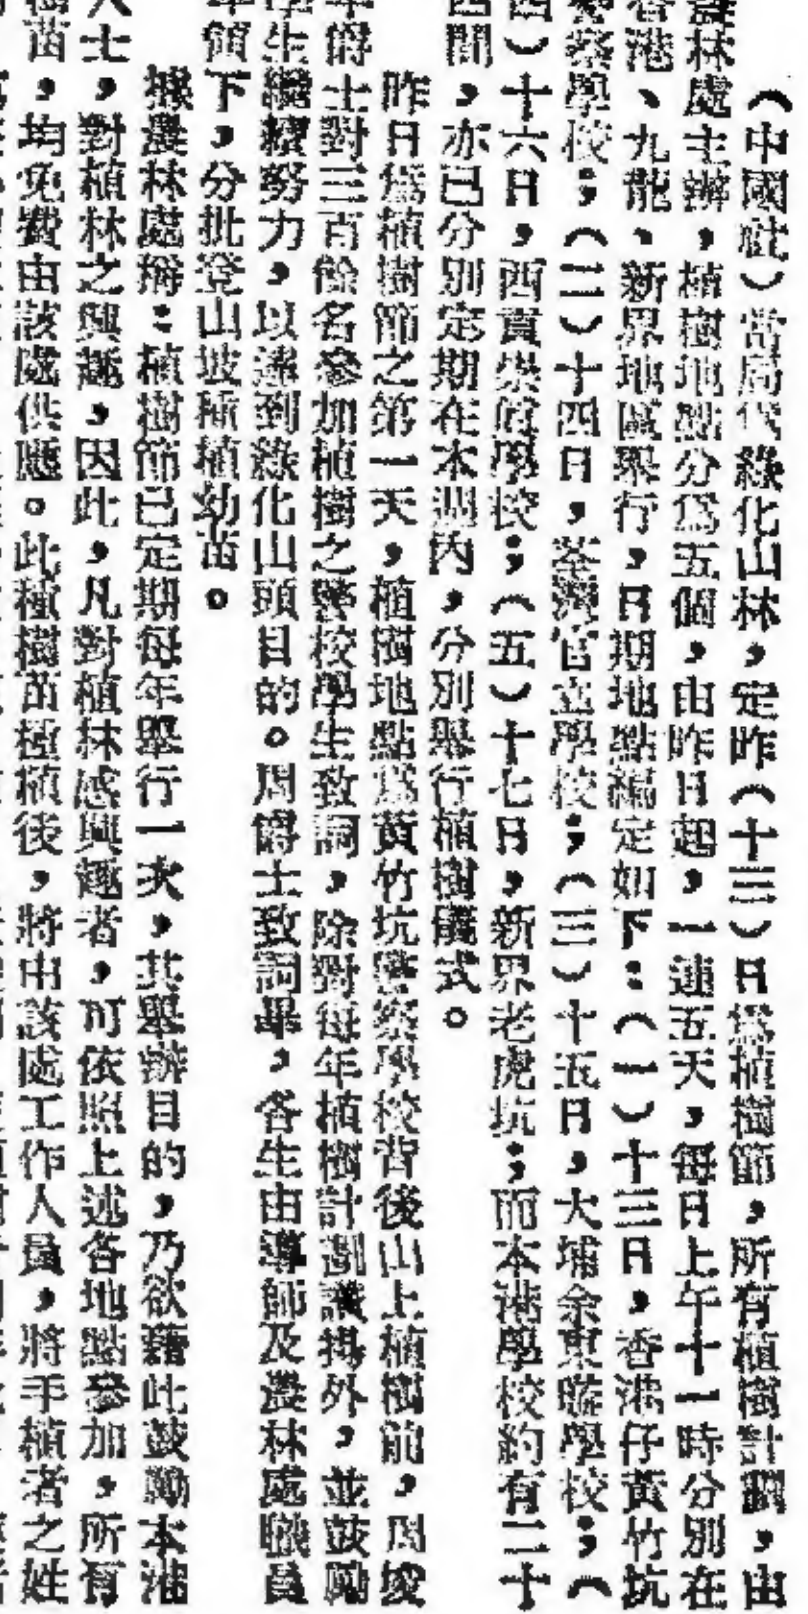 （中國社）當局代綠化山林，定昨（十三）日爲植樹節，所有植樹計劃，由
農林處主辦，植樹地點分爲五個，由昨日起，一連五天，每日上午十一時分別在
香港、九龍、新界地區舉行，日期地點編定如下：（一）十三日，香港仔黃竹坑
警察學校；（二）十四日，荃灣官立學校；（三）十五日，大埔余東璇學校；（
四）十六日，西貢崇眞學校；（五）十七日，新界老虎坑；而本港學校約有二十
四間，亦已分別定期在本週內，分別舉行植樹儀式。
昨日爲植樹節之第一天，植樹地點爲黃竹坑警察學校背後山上植樹前，周埈
年爵士對三百餘名參加植樹之警校學生致詞，除對每年植樹計劃讚揚外，並鼓勵
學生繼續努力，以達到綠化山頭目的。周爵士致詞畢，各生由導師及農林處職員
率領下，分批登山坡種植幼苗。
據農林處稱：植樹節已定期每年舉行一次，其舉辦目的，乃欲藉此鼓勵本港
人士，對植林之興趣，因此，凡對植林感興趣者，可依照上述各地點參加，所有
樹苗，均免費由該處供應。此種樹苗種植後，將由該處工作人員，將手植者之姓